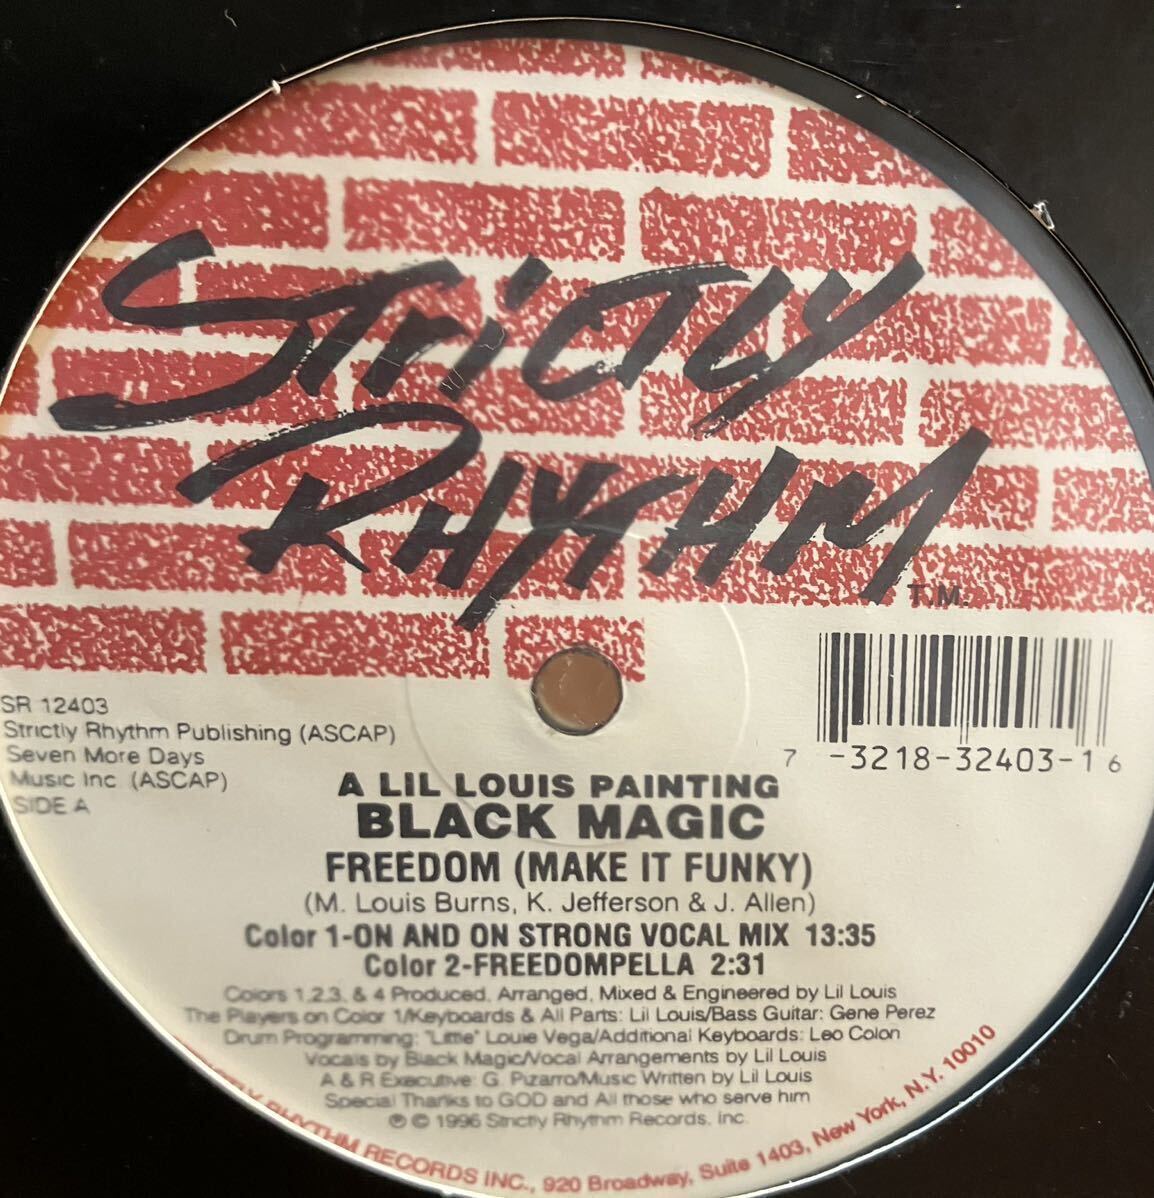 STRICTLY
RHYTHM
T.M.
SR 12403
Strictly Rhythm Publishing (ASCAP)
Seven More Days
Music Inc (ASCAP)
SIDE A
7 -3218-32403-1 6
A LIL LOUIS PAINTING
BLACK MAGIC
FREEDOM (MAKE IT FUNKY)
(M. Louis Burns, K. Jefferson & J. Allen)
Color 1-ON AND ON STRONG VOCAL MIX 13:35
Color 2-FREEDOMPELLA 2:31
Colors 1,2,3, & 4 Produced, Arranged, Mixed & Engineered by Lil Louis
The Players on Color 1/Keyboards & All Parts: Lil Louis/Bass Guitar: Gene Perez
Drum Programming: "Little" Louie Vega/Additional Keyboards: Leo Colon
Vocals by Black Magic/Vocal Arrangements by Lil Louis
A & R Executive: G. Pizarro/Music Written by Lil Louis
Special Thanks to GOD and All those who serve him
℗ © 1996 Strictly Rhythm Records, Inc.
RHYTHM RECORDS INC., 920 Broadway, Suite 1403, New York, N.Y. 10010